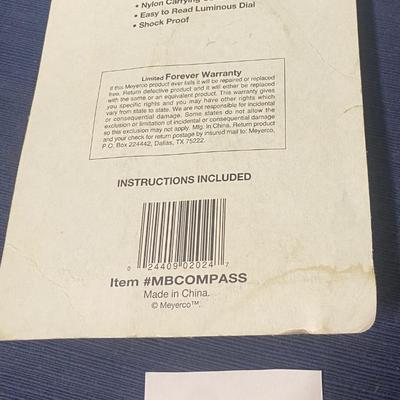 • Nylon Carrying
• Easy to Read Luminous Dial
• Shock Proof
Limited Forever Warranty
If this Meyerco product ever fails it will be repaired or replaced
free. Return defective product and it will either be replaced
with the same or an equivalent product. This warranty gives
you specific rights and you may have other rights which
vary from state to state. We are not responsible for incidental
or consequential damage. Some states do not allow the
exclusion or limitation of incidental or consequential damage
so this exclusion may not apply. Mfg. in China. Return product
and your check for return postage by insured mail to: Meyerco,
P.O. Box 224442, Dallas, TX 75222.
INSTRUCTIONS INCLUDED
0 24409 02024 7
Item #MBCOMPASS
Made in China.
© Meyerco™.